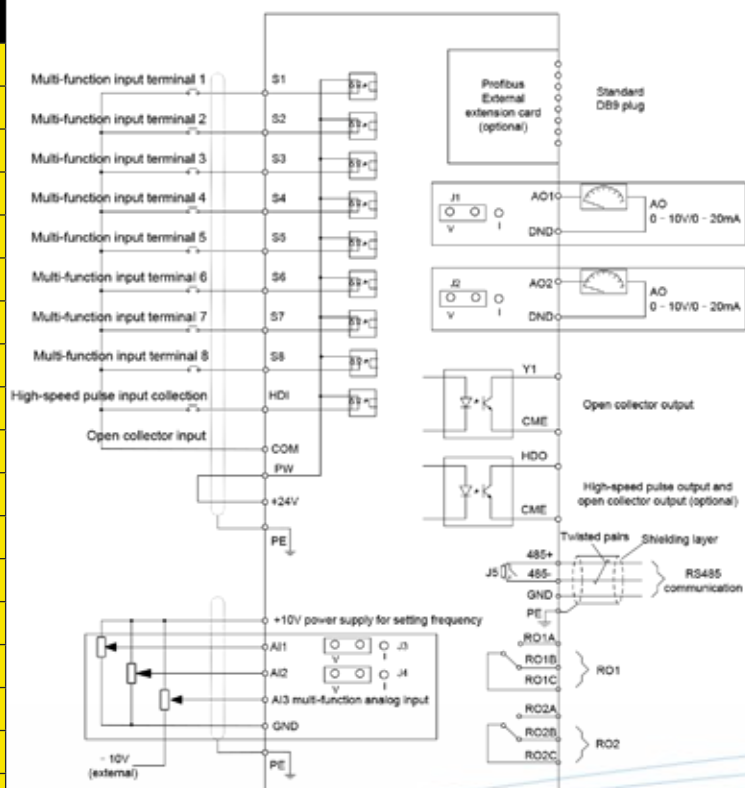 Multi-function input terminal 1
S1
Multi-function input terminal 2
S2
Multi-function input terminal 3
S3
Multi-function input terminal 4
S4
Multi-function input terminal 5
S5
Multi-function input terminal 6
S6
Multi-function input terminal 7
S7
Multi-function input terminal 8
S8
High-speed pulse input collection
HDI
Open collector input
COM
PW
+24V
PE
+10V power supply for setting frequency
AI1
J3
V
I
AI2
J4
V
I
AI3 multi-function analog input
GND
- 10V
(external)
PE
Profibus
External
extension card
(optional)
Standard
DB9 plug
J1
V
I
AO1
DND
AO
0 - 10V/0 - 20mA
J2
V
I
AO2
DND
AO
0 - 10V/0 - 20mA
Y1
CME
Open collector output
HDO
CME
High-speed pulse output and
open collector output (optional)
Twisted pairs
Shielding layer
J5
485+
485-
GND
PE
RS485
communication
RO1A
RO1B
RO1C
RO1
RO2A
RO2B
RO2C
RO2